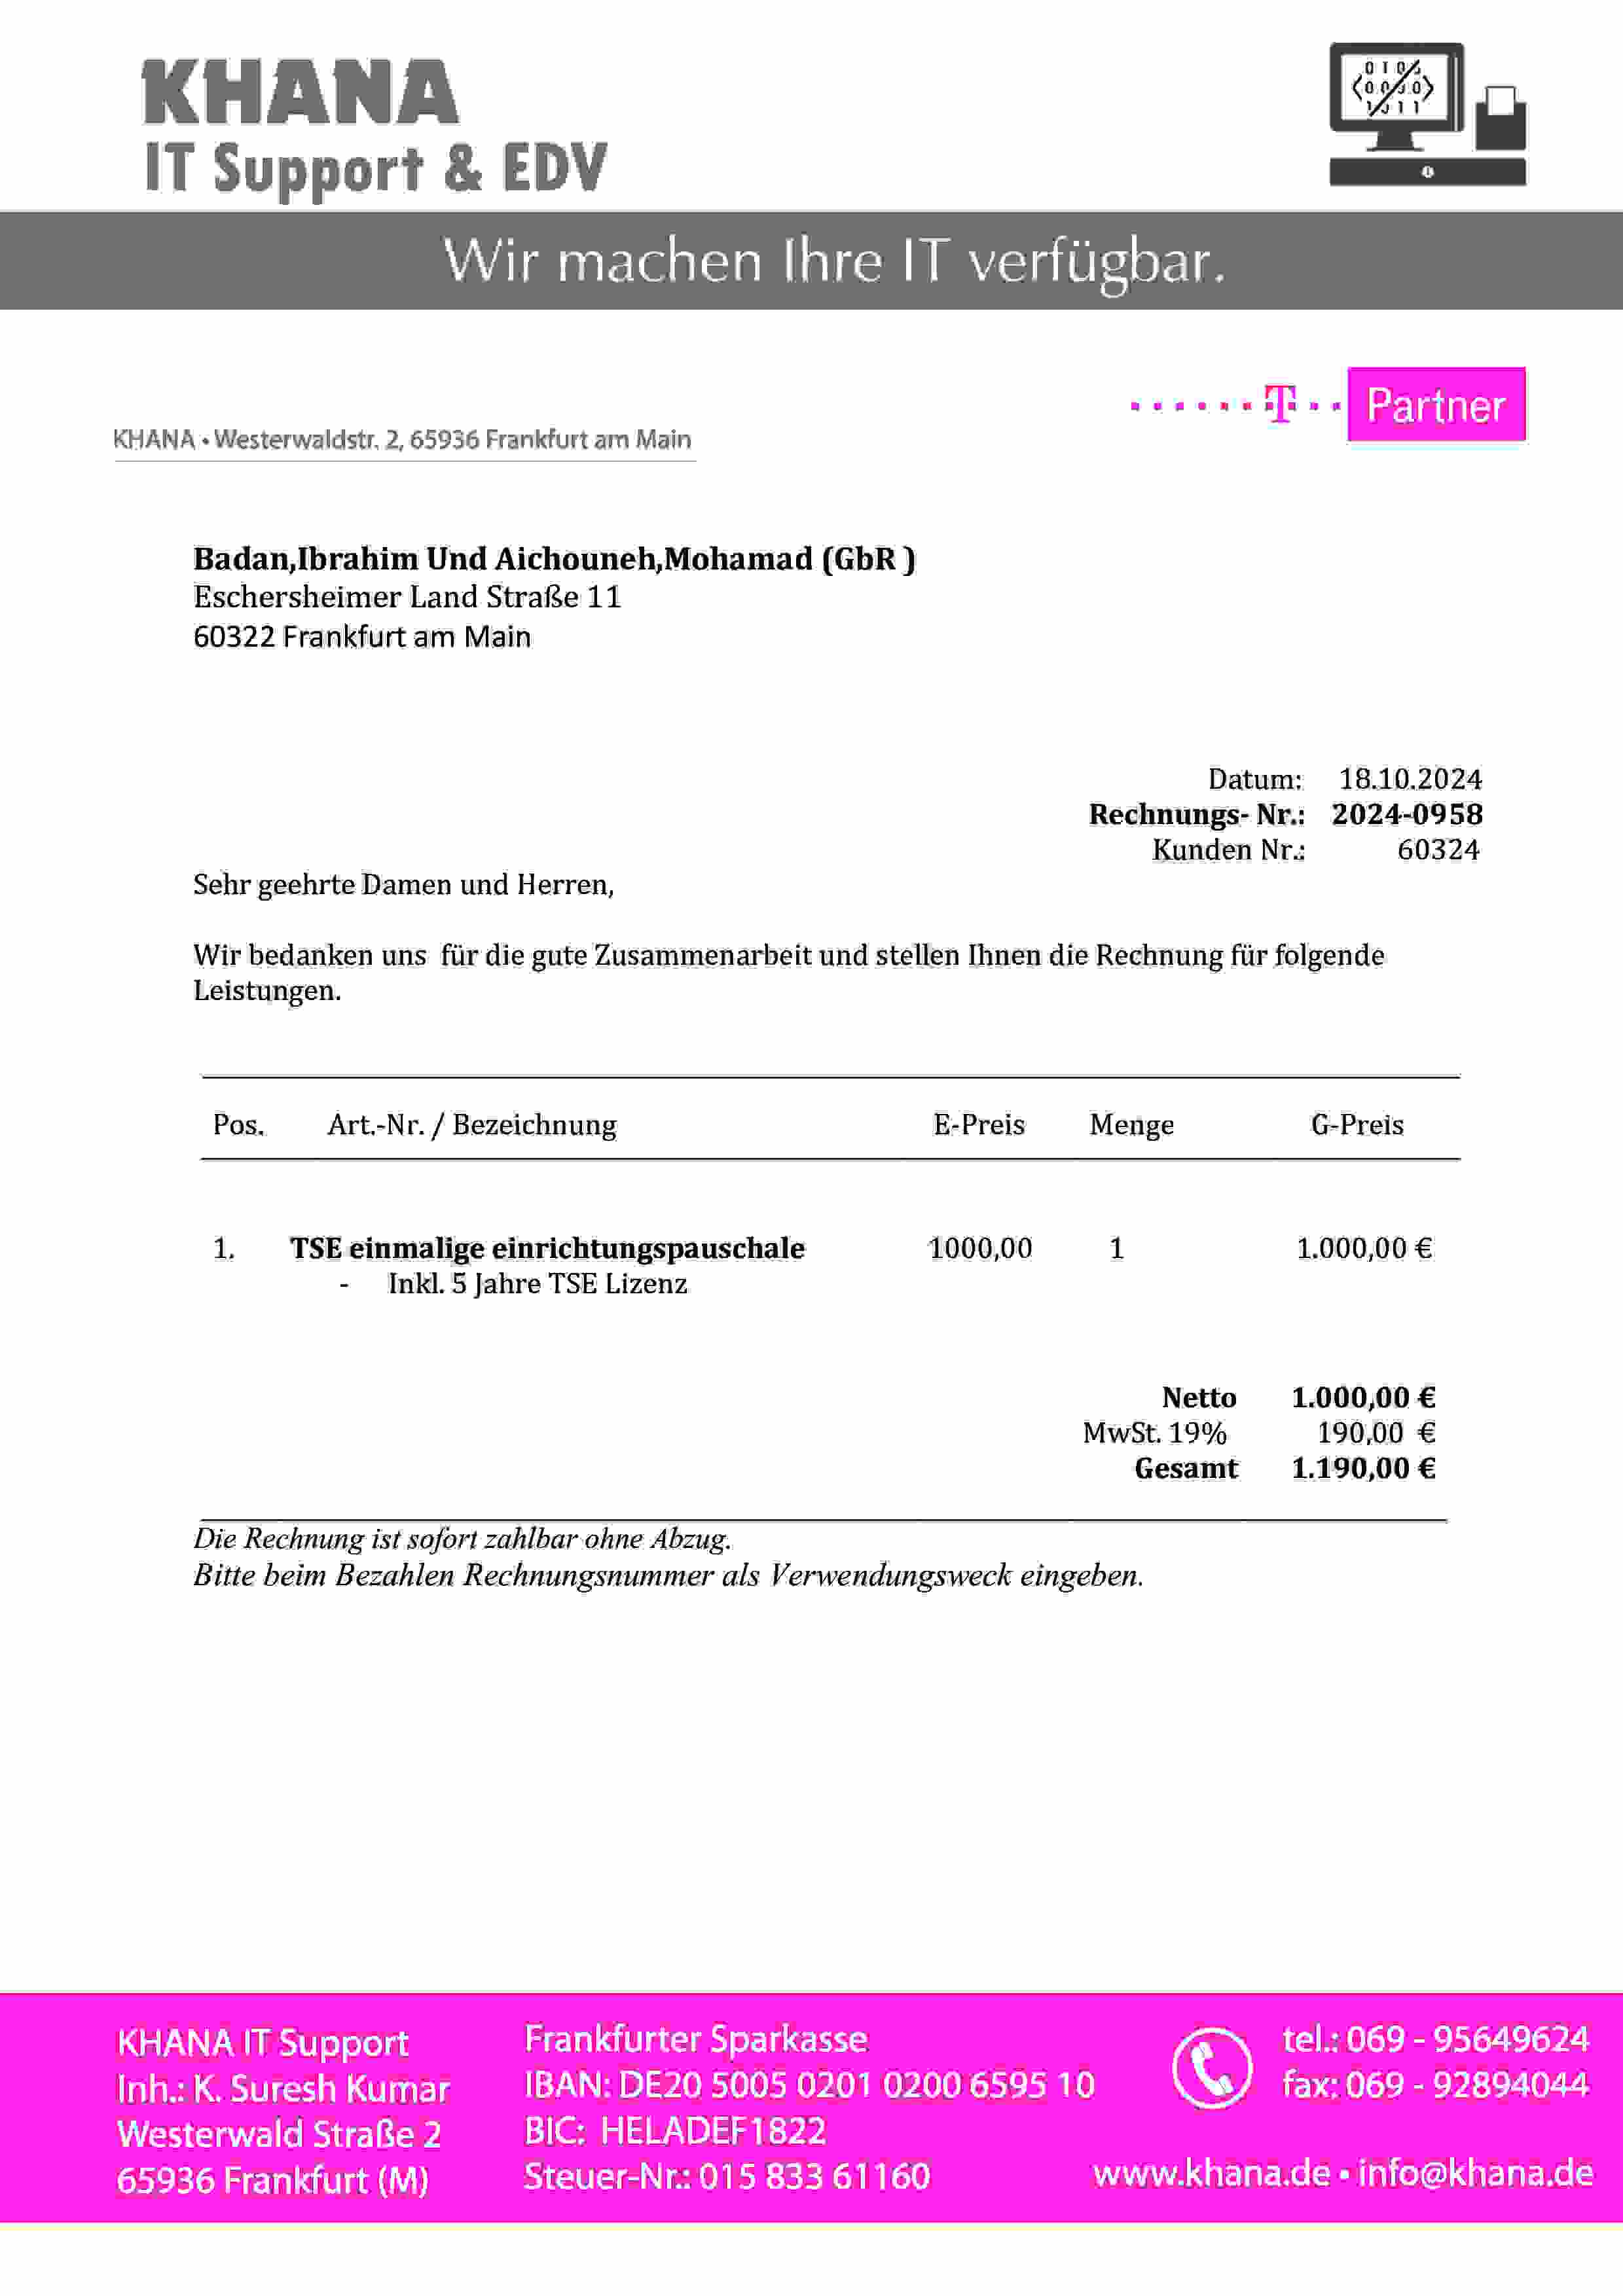 KHANA
IT Support & EDV
Wir machen Ihre IT verfügbar.
T Partner
KHANA • Westerwaldstr. 2, 65936 Frankfurt am Main
Badan,Ibrahim Und Aichouneh,Mohamad (GbR )
Eschersheimer Land Straße 11
60322 Frankfurt am Main
Datum: 18.10.2024
Rechnungs- Nr.: 2024-0958
Kunden Nr.: 60324
Sehr geehrte Damen und Herren,
Wir bedanken uns für die gute Zusammenarbeit und stellen Ihnen die Rechnung für folgende
Leistungen.
Pos. Art.-Nr. / Bezeichnung E-Preis Menge G-Preis
1. TSE einmalige einrichtungspauschale 1000,00 1 1.000,00 €
- Inkl. 5 Jahre TSE Lizenz
Netto 1.000,00 €
MwSt. 19% 190,00 €
Gesamt 1.190,00 €
Die Rechnung ist sofort zahlbar ohne Abzug.
Bitte beim Bezahlen Rechnungsnummer als Verwendungsweck eingeben.
KHANA IT Support
Inh.: K. Suresh Kumar
Westerwald Straße 2
65936 Frankfurt (M)
Frankfurter Sparkasse
IBAN: DE20 5005 0201 0200 6595 10
BIC: HELADEF1822
Steuer-Nr.: 015 833 61160
tel.: 069 - 95649624
fax: 069 - 92894044
www.khana.de • info@khana.de